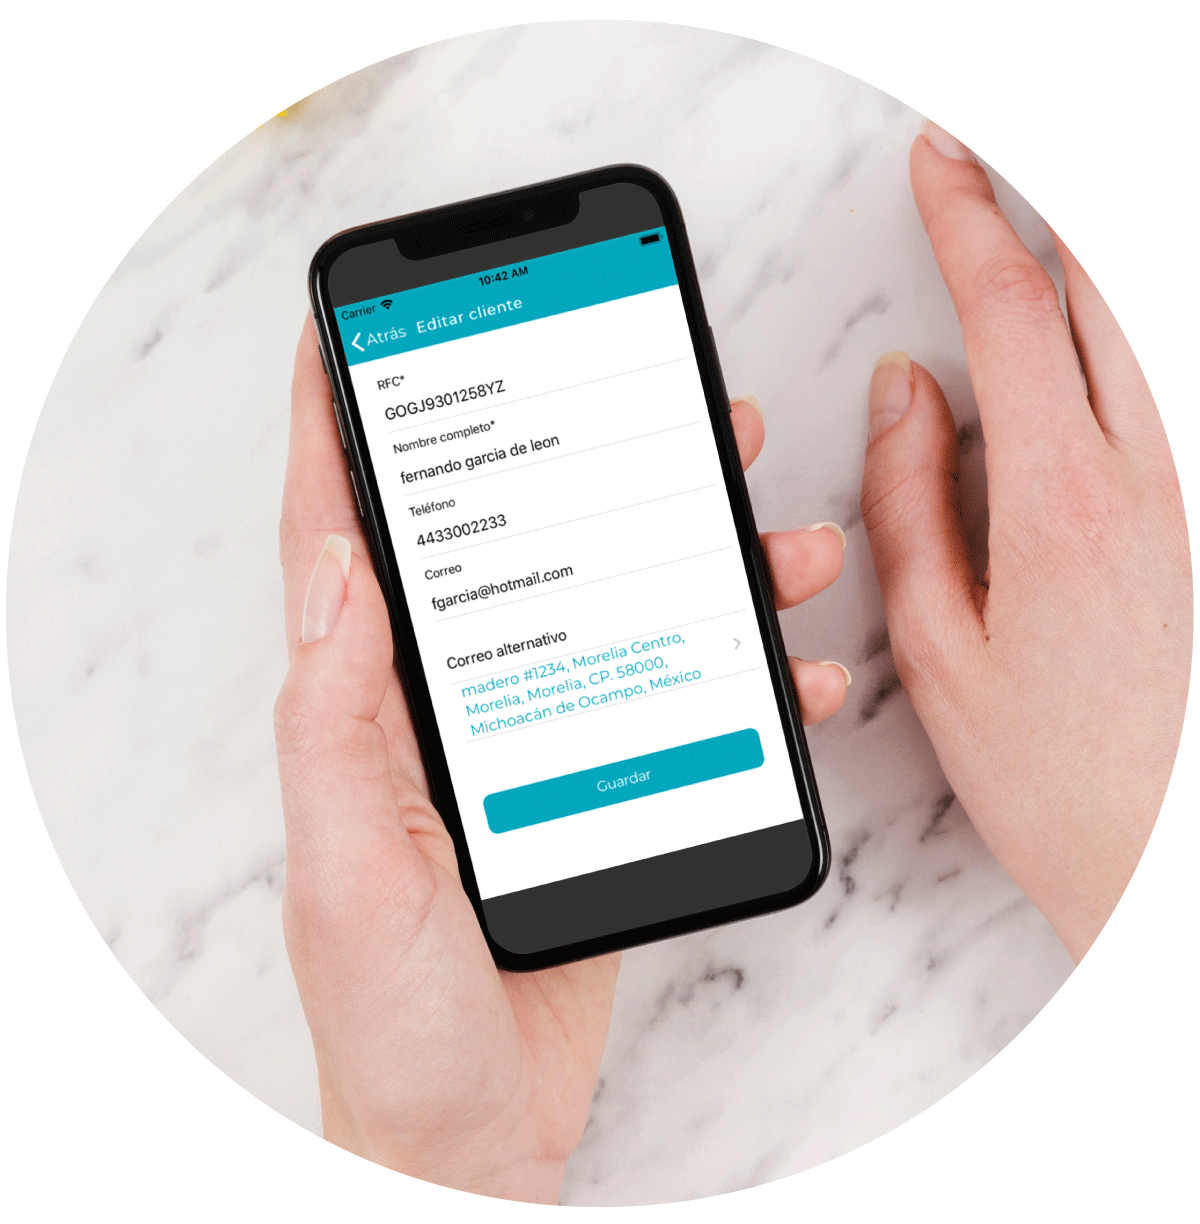 10:42 AM
Carrier
Atrás Editar cliente
RFC*
GOGJ9301258YZ
Nombre completo*
fernando garcia de leon
Teléfono
4433002233
Correo
fgarcia@hotmail.com
Correo alternativo
madero #1234, Morelia Centro,
Morelia, Morelia, CP. 58000,
Michoacán de Ocampo, México
Guardar